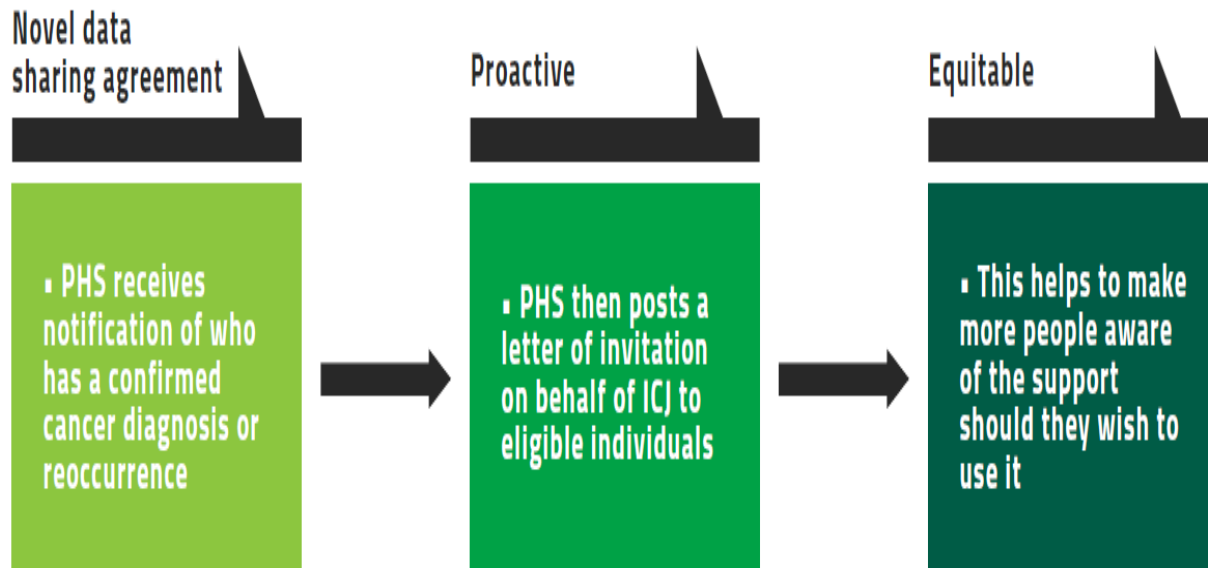 Novel data
sharing agreement
Proactive
Equitable
▪ PHS receives
notification of who
has a confirmed
cancer diagnosis or
reoccurrence
▪ PHS then posts a
letter of invitation
on behalf of ICJ to
eligible individuals
▪ This helps to make
more people aware
of the support
should they wish to
use it